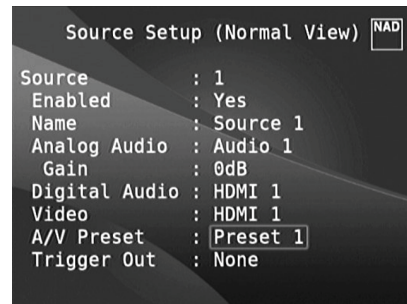 Source Setup (Normal View) NAD
Source : 1
Enabled : Yes
Name : Source 1
Analog Audio : Audio 1
Gain : 0dB
Digital Audio : HDMI 1
Video : HDMI 1
A/V Preset : Preset 1
Trigger Out : None